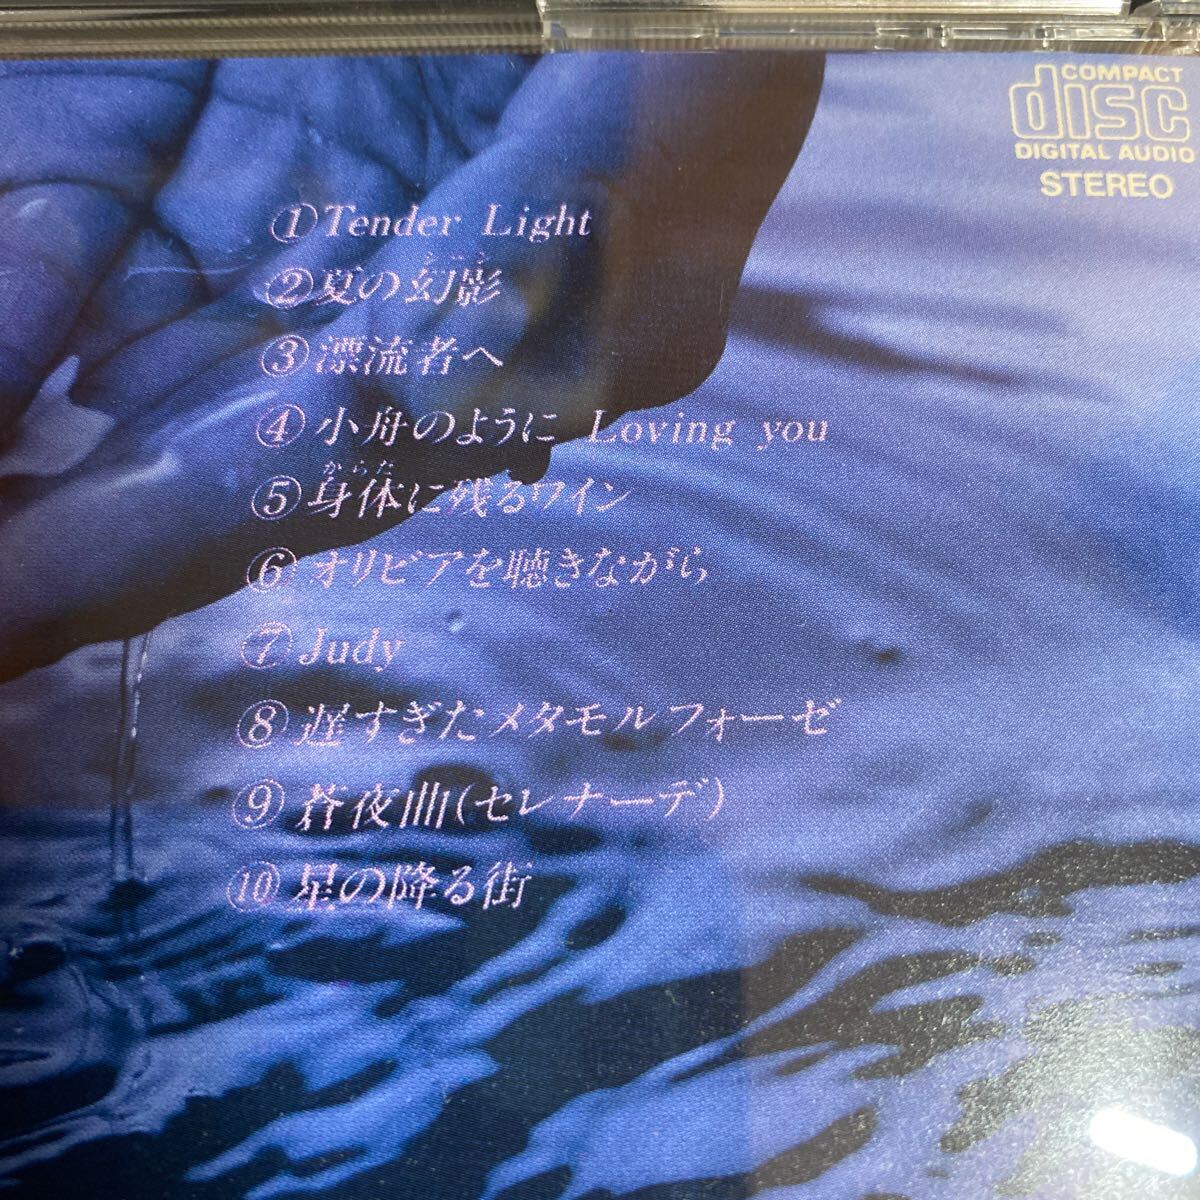 COMPACT
disc
DIGITAL AUDIO
STEREO
①Tender Light
②夏の幻影
③漂流者へ
④小舟のように Loving you
からだ
⑤身体に残るワイン
⑥オリビアを聴きながら
⑦Judy
⑧遅すぎたメタモルフォーゼ
⑨蒼夜曲(セレナーデ)
⑩星の降る街